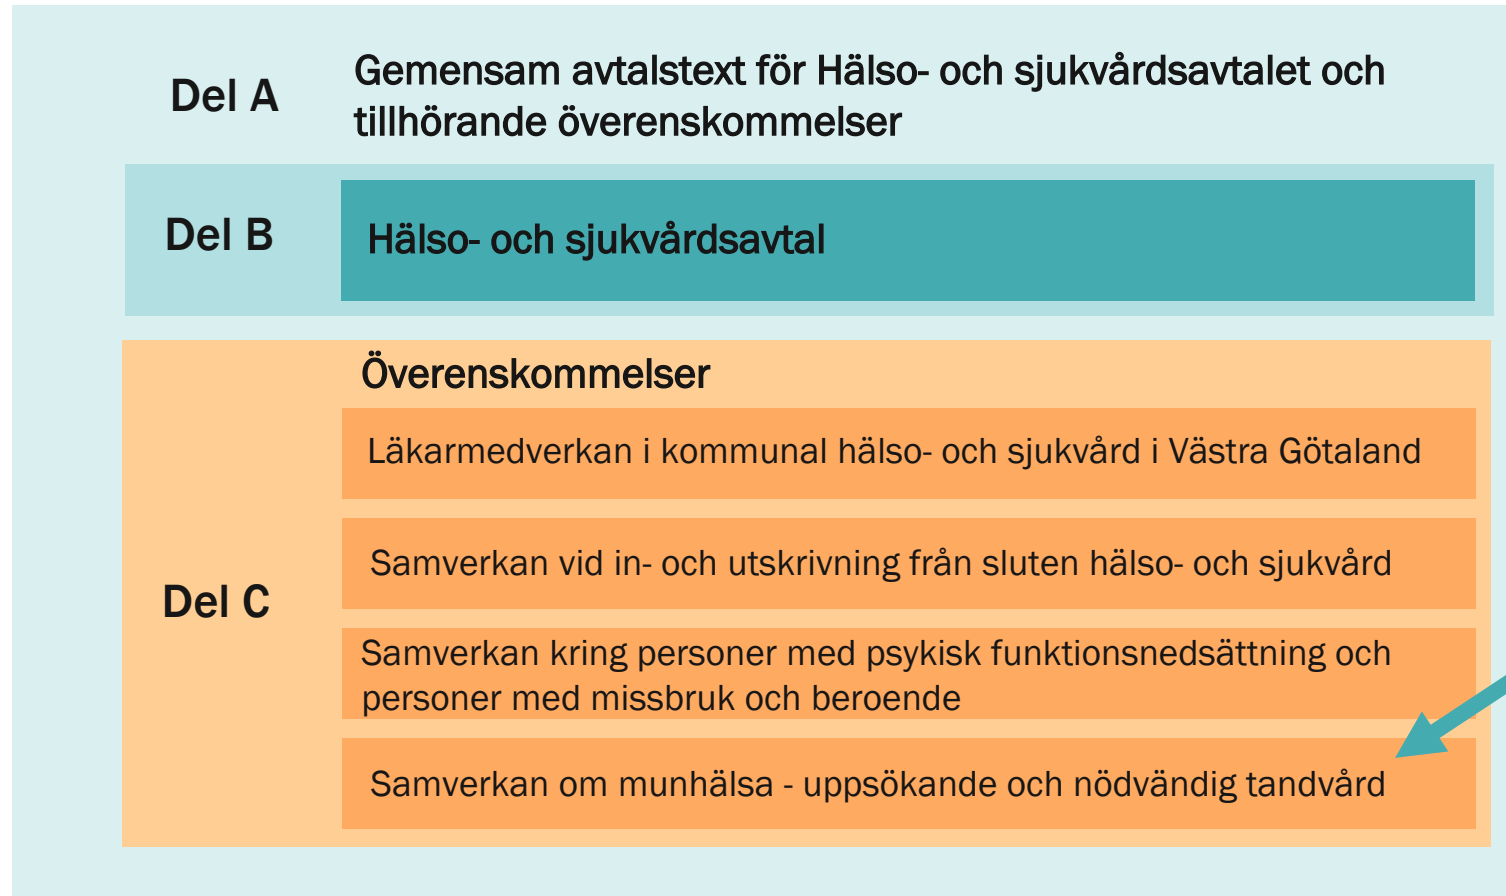 Del A
Gemensam avtalstext för Hälso- och sjukvårdsavtalet och
tillhörande överenskommelser
Del B
Hälso- och sjukvårdsavtal
Del C
Överenskommelser
Läkarmedverkan i kommunal hälso- och sjukvård i Västra Götaland
Samverkan vid in- och utskrivning från sluten hälso- och sjukvård
Samverkan kring personer med psykisk funktionsnedsättning och
personer med missbruk och beroende
Samverkan om munhälsa - uppsökande och nödvändig tandvård